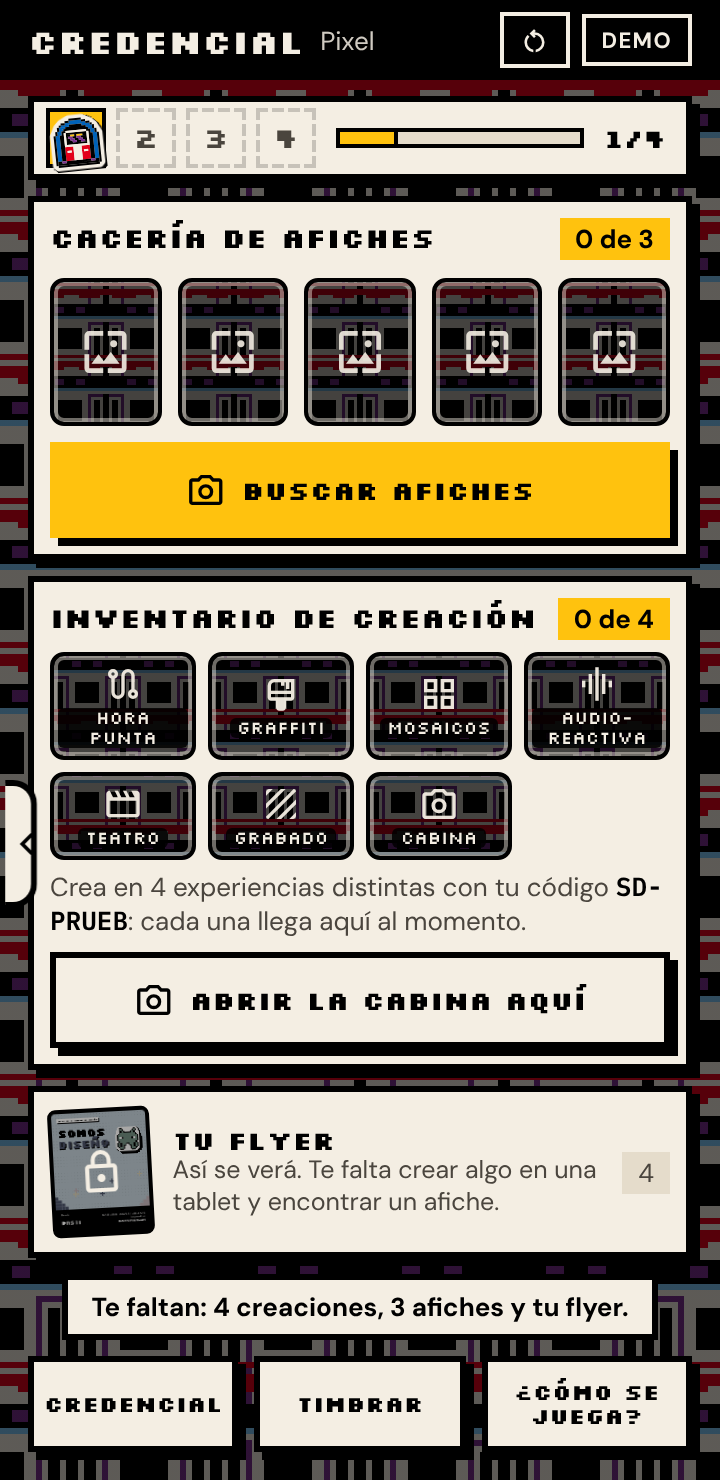 CREDENCIAL Pixel
DEMO
2 3 4 1/4
CACERÍA DE AFICHES 0 de 3
BUSCAR AFICHES
INVENTARIO DE CREACIÓN 0 de 4
HORA
PUNTA
GRAFFITI
MOSAICOS
AUDIO-
REACTIVA
TEATRO
GRABADO
CABINA
Crea en 4 experiencias distintas con tu código SD-
PRUEB: cada una llega aquí al momento.
ABRIR LA CABINA AQUÍ
SOMOS
DISEÑO
TU FLYER
Así se verá. Te falta crear algo en una
tablet y encontrar un afiche.
4
Te faltan: 4 creaciones, 3 afiches y tu flyer.
CREDENCIAL
TIMBRAR
¿CÓMO SE
JUEGA?